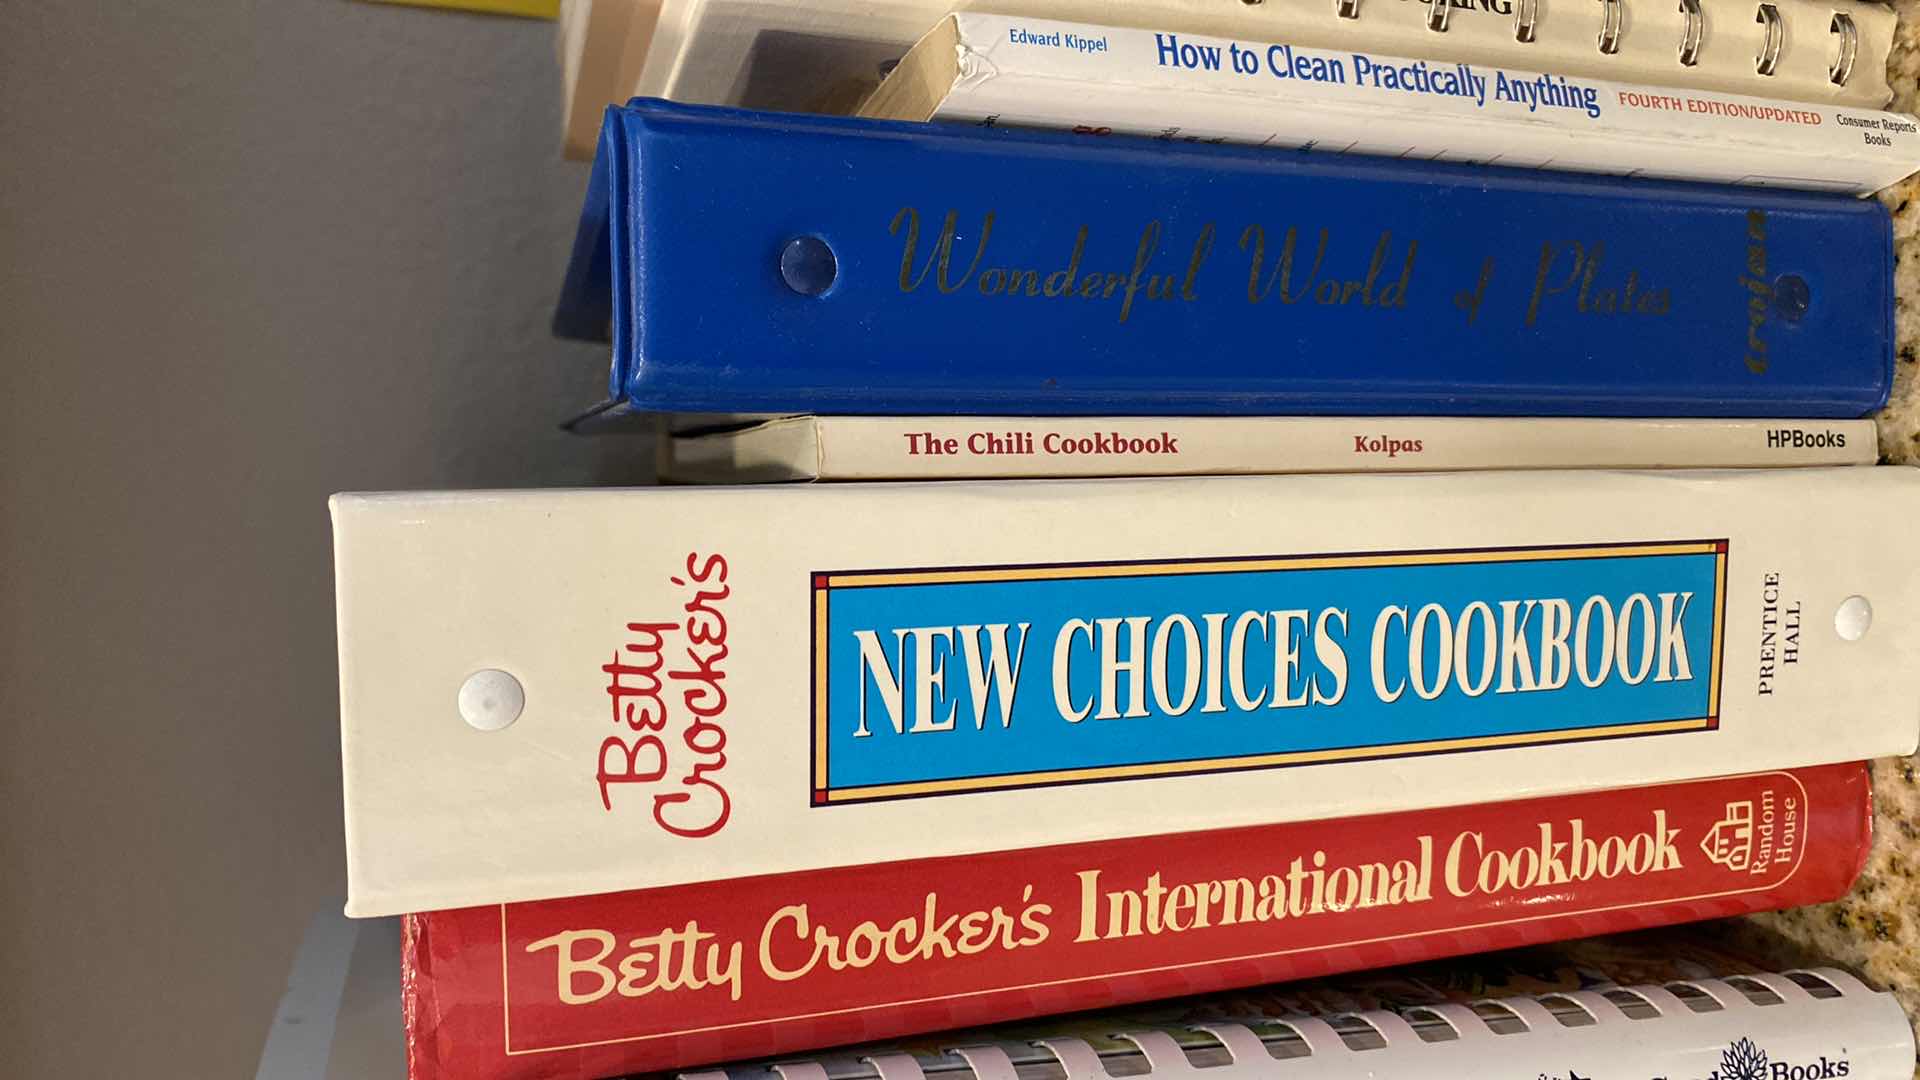 Edward Kippel How to Clean Practically Anything FOURTH EDITION/UPDATED Consumer Reports
Books
Wonderful World of Plates
The Chili Cookbook Kolpas HPBooks
Betty
Crocker's
NEW CHOICES COOKBOOK
PRENTICE
HALL
Betty Crocker's International Cookbook
Random
House
Books